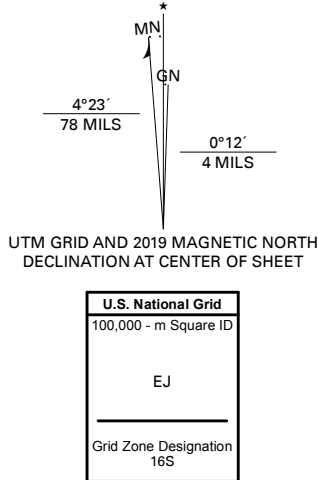 ★
MN
GN
4°23´
78 MILS
0°12´
4 MILS
UTM GRID AND 2019 MAGNETIC NORTH
DECLINATION AT CENTER OF SHEET
U.S. National Grid
100,000 - m Square ID
EJ
Grid Zone Designation
16S